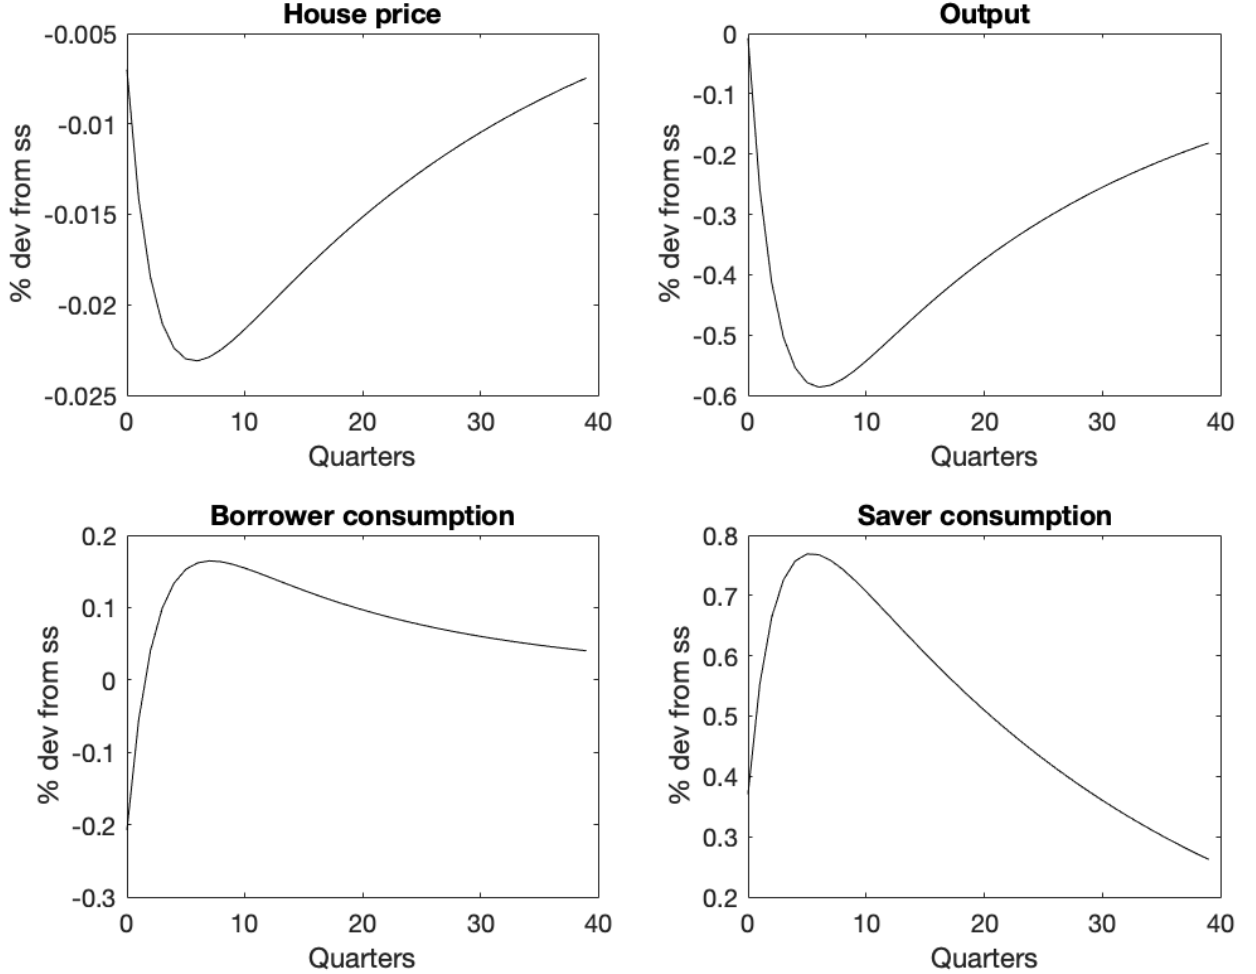 House price
-0.005
-0.01
-0.015
-0.02
-0.025
% dev from ss
0 10 20 30 40
Quarters
Output
0
-0.1
-0.2
-0.3
-0.4
-0.5
-0.6
% dev from ss
0 10 20 30 40
Quarters
Borrower consumption
0.2
0.1
0
-0.1
-0.2
-0.3
% dev from ss
0 10 20 30 40
Quarters
Saver consumption
0.8
0.7
0.6
0.5
0.4
0.3
0.2
% dev from ss
0 10 20 30 40
Quarters